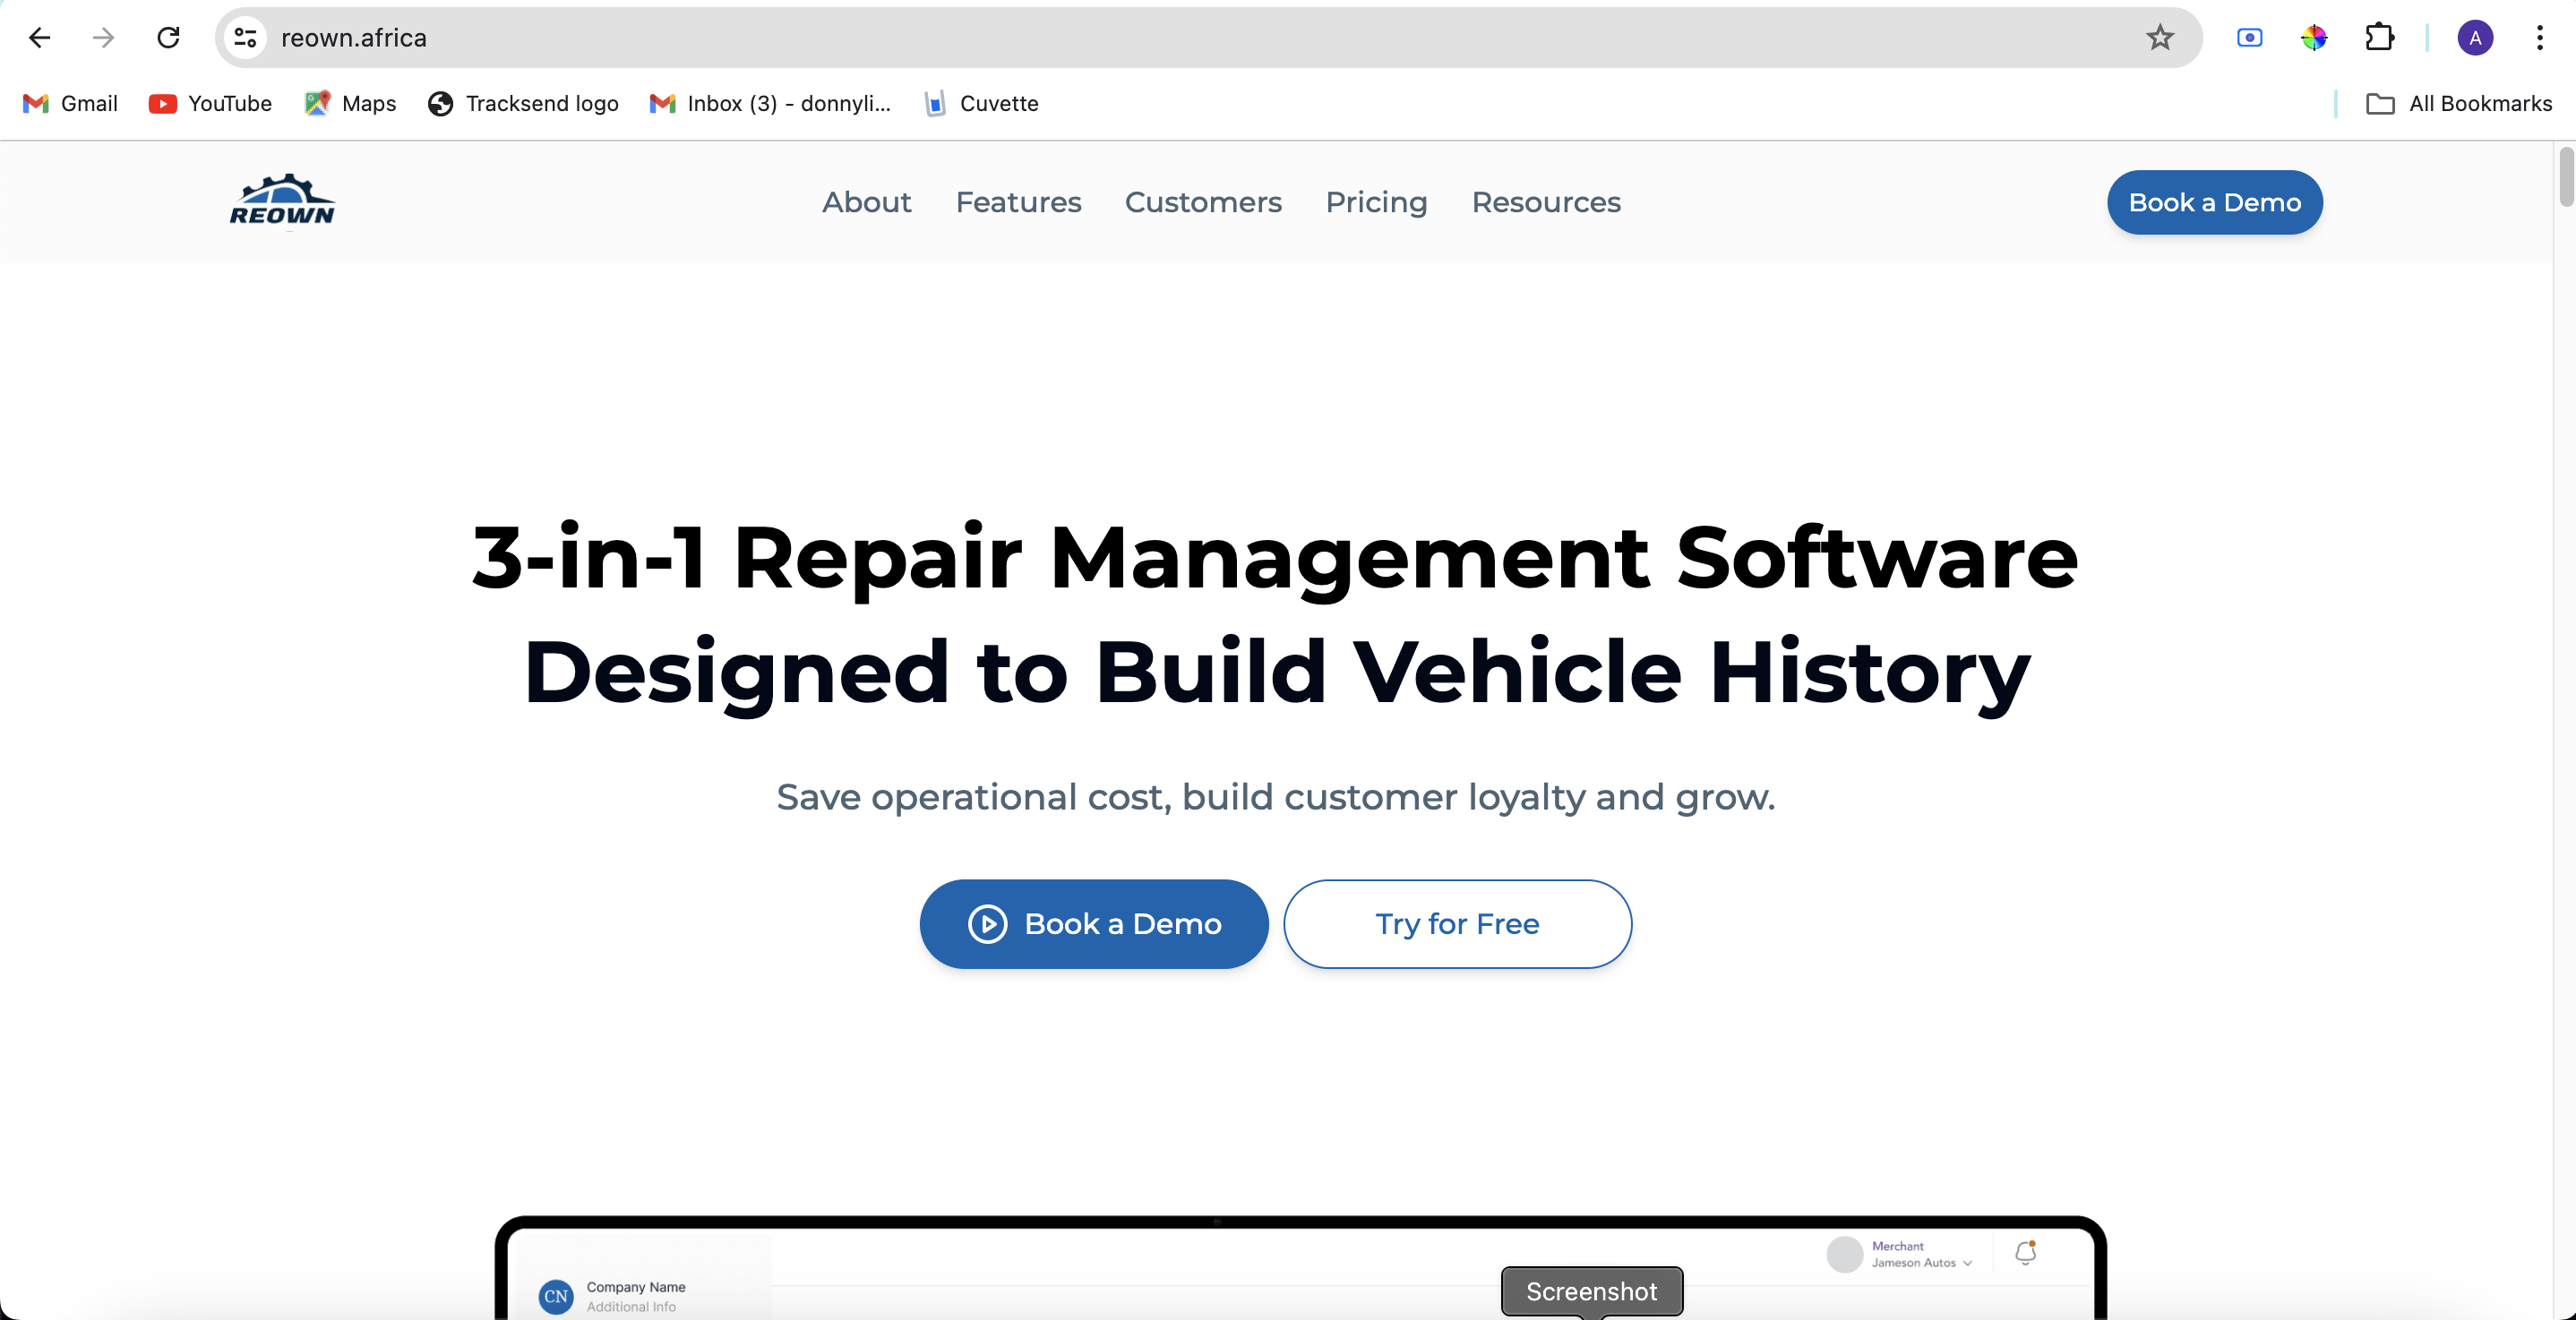 reown.africa
A
Gmail
YouTube
Maps
Tracksend logo
Inbox (3) - donnyli...
Cuvette
All Bookmarks
REOWN
About
Features
Customers
Pricing
Resources
Book a Demo
3-in-1 Repair Management Software
Designed to Build Vehicle History
Save operational cost, build customer loyalty and grow.
Book a Demo
Try for Free
Merchant
Jameson Autos
CN
Company Name
Additional Info
Screenshot